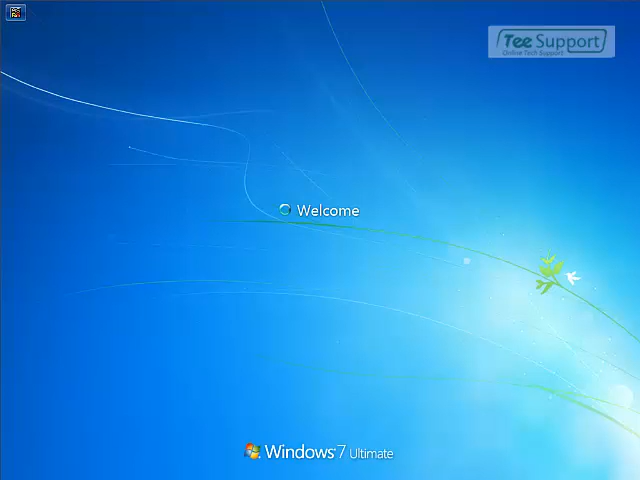 Tee Support
Online Tech Support
Welcome
Windows 7 Ultimate